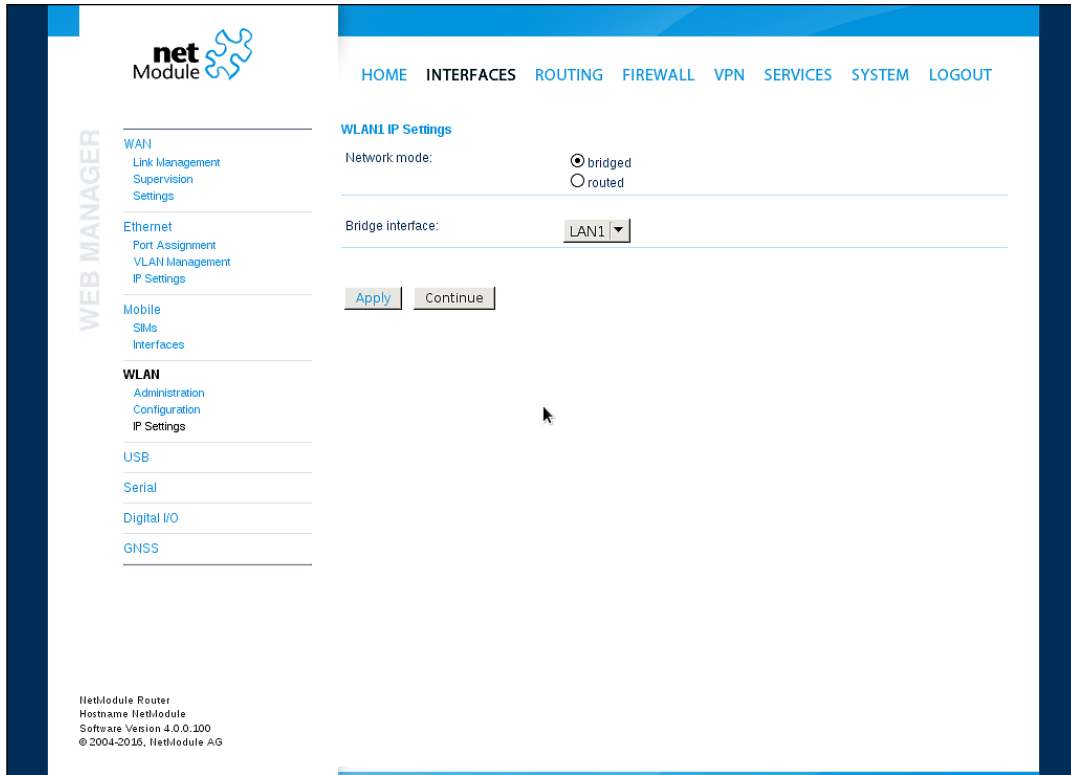 net
Module
HOME INTERFACES ROUTING FIREWALL VPN SERVICES SYSTEM LOGOUT
WEB MANAGER
WAN
Link Management
Supervision
Settings
Ethernet
Port Assignment
VLAN Management
IP Settings
Mobile
SIMs
Interfaces
WLAN
Administration
Configuration
IP Settings
USB
Serial
Digital I/O
GNSS
WLAN1 IP Settings
Network mode:
bridged
routed
Bridge interface:
LAN1
Apply Continue
NetModule Router
Hostname NetModule
Software Version 4.0.0.100
© 2004-2016, NetModule AG